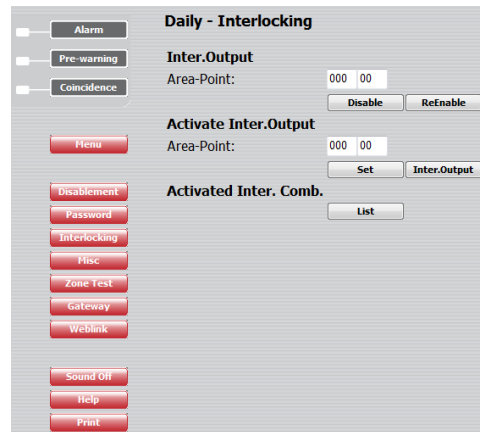 Alarm
Pre-warning
Coincidence
Menu
Disablement
Password
Interlocking
Misc
Zone Test
Gateway
Weblink
Sound Off
Help
Print
Daily - Interlocking
Inter.Output
Area-Point: 000 00
Disable ReEnable
Activate Inter.Output
Area-Point: 000 00
Set Inter.Output
Activated Inter. Comb.
List